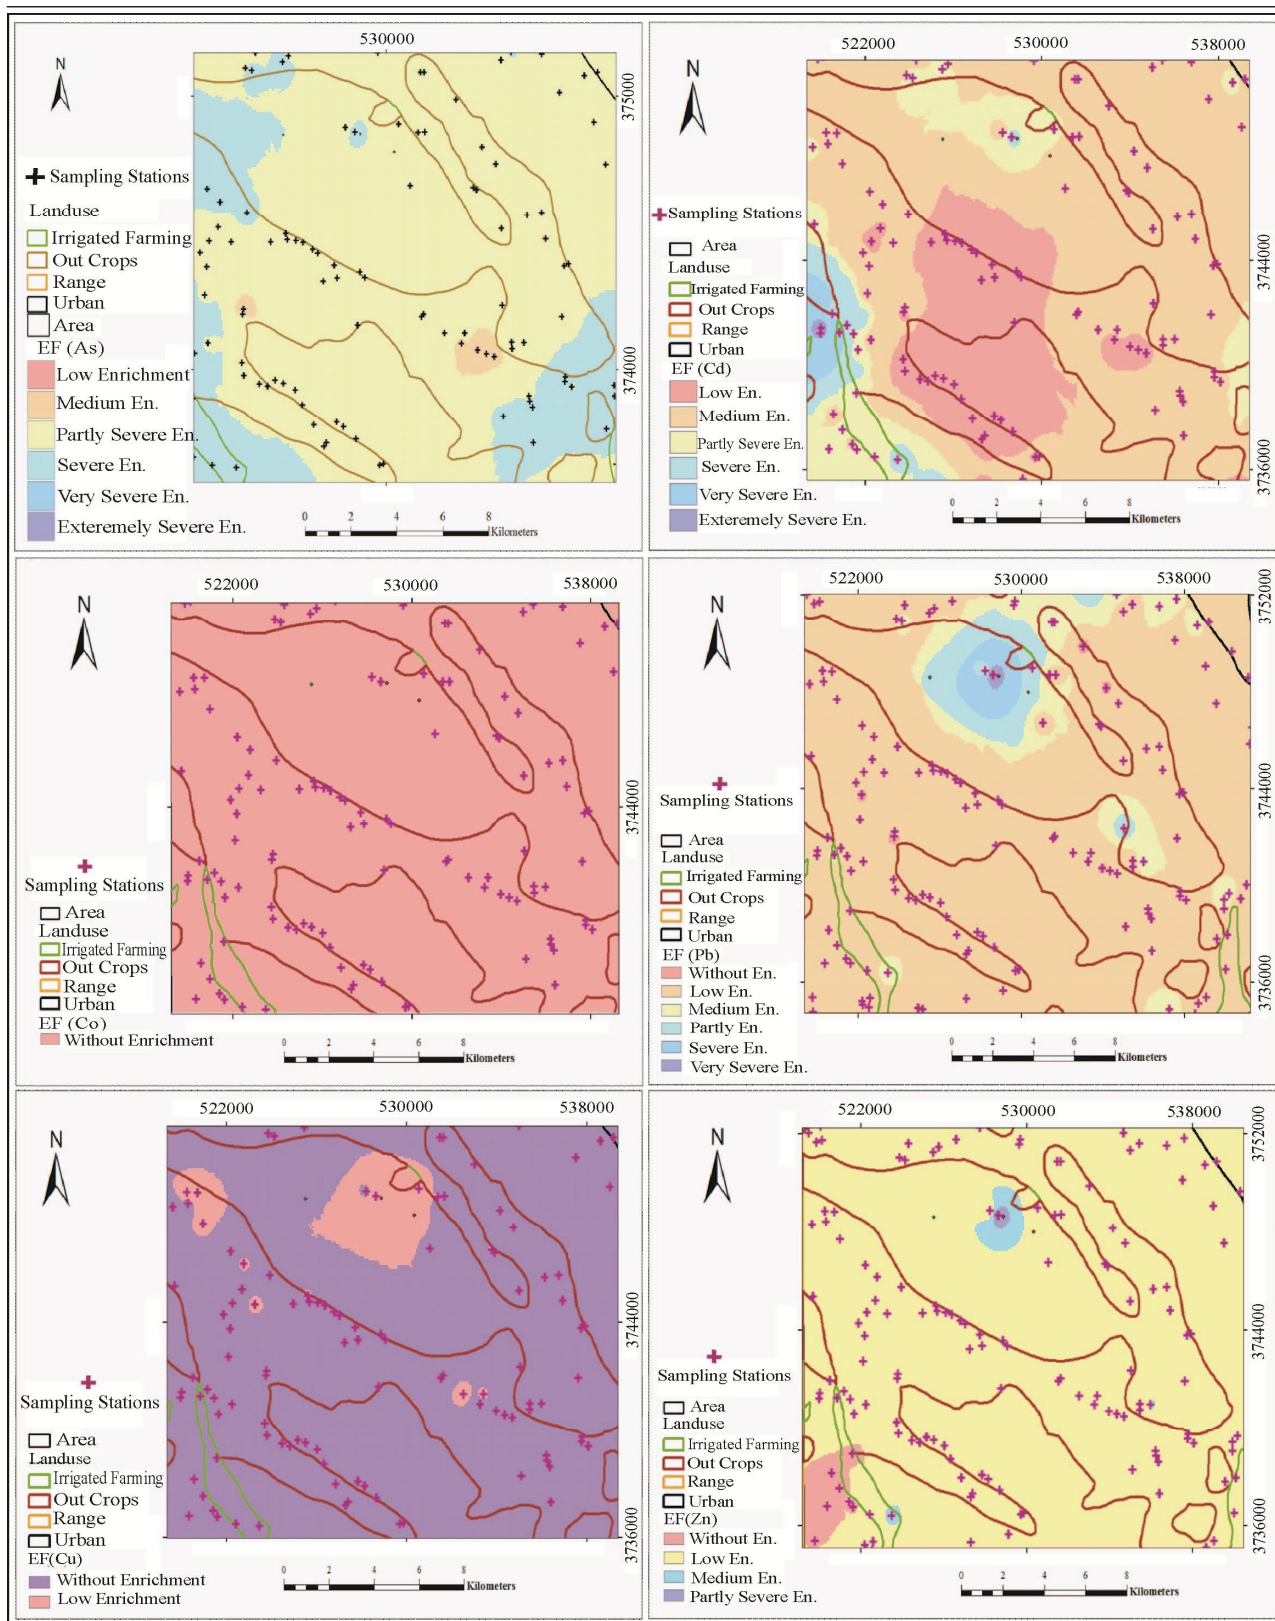 530000
N
375000
Sampling Stations
Landuse
Irrigated Farming
Out Crops
Range
Urban
Area
EF (As)
Low Enrichment
Medium En.
Partly Severe En.
Severe En.
Very Severe En.
Exteremely Severe En.
374000
0 2 4 6 8
Kilometers
522000 530000 538000
N
Sampling Stations
Area
Landuse
Irrigated Farming
Out Crops
Range
Urban
EF (Cd)
Low En.
Medium En.
Partly Severe En.
Severe En.
Very Severe En.
Exteremely Severe En.
3744000
3736000
0 2 4 6 8
Kilometers
522000 530000 538000
N
3744000
Sampling Stations
Area
Landuse
Irrigated Farming
Out Crops
Range
Urban
EF (Co)
Without Enrichment
0 2 4 6 8
Kilometers
522000 530000 538000
N
3752000
3744000
3736000
Sampling Stations
Area
Landuse
Irrigated Farming
Out Crops
Range
Urban
EF (Pb)
Without En.
Low En.
Medium En.
Partly En.
Severe En.
Very Severe En.
0 2 4 6 8
Kilometers
522000 530000 538000
N
3744000
3736000
Sampling Stations
Area
Landuse
Irrigated Farming
Out Crops
Range
Urban
EF(Cu)
Without Enrichment
Low Enrichment
0 2 4 6 8
Kilometers
522000 530000 538000
N
3752000
3744000
3736000
Sampling Stations
Area
Landuse
Irrigated Farming
Out Crops
Range
Urban
EF(Zn)
Without En.
Low En.
Medium En.
Partly Severe En.
0 2 4 6 8
Kilometers